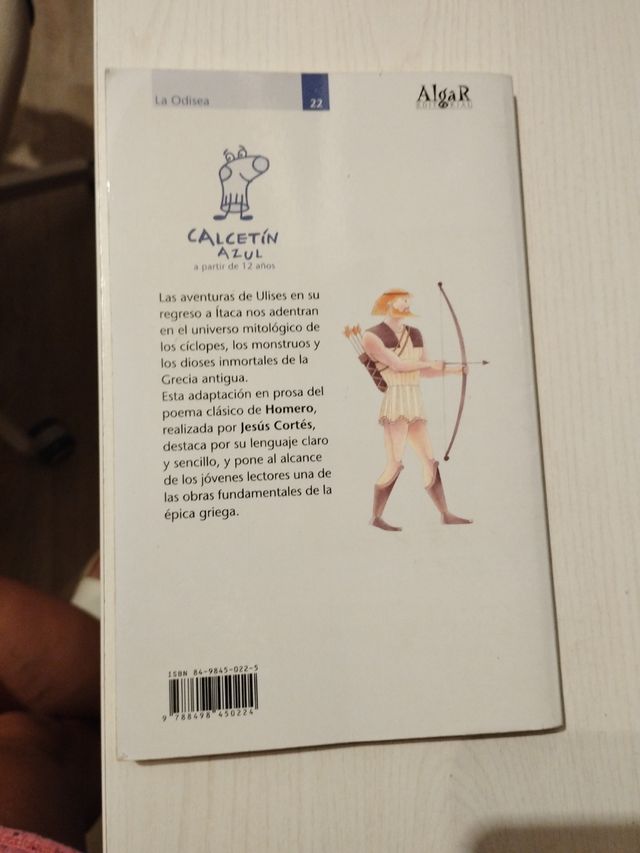 La Odisea
22
AlgaR
EDITORIAL
CALCETÍN
AZUL
a partir de 12 años
Las aventuras de Ulises en su
regreso a Ítaca nos adentran
en el universo mitológico de
los cíclopes, los monstruos y
los dioses inmortales de la
Grecia antigua.
Esta adaptación en prosa del
poema clásico de Homero,
realizada por Jesús Cortés,
destaca por su lenguaje claro
y sencillo, y pone al alcance
de los jóvenes lectores una de
las obras fundamentales de la
épica griega.
ISBN 84-9845-022-5
9 788498 450224